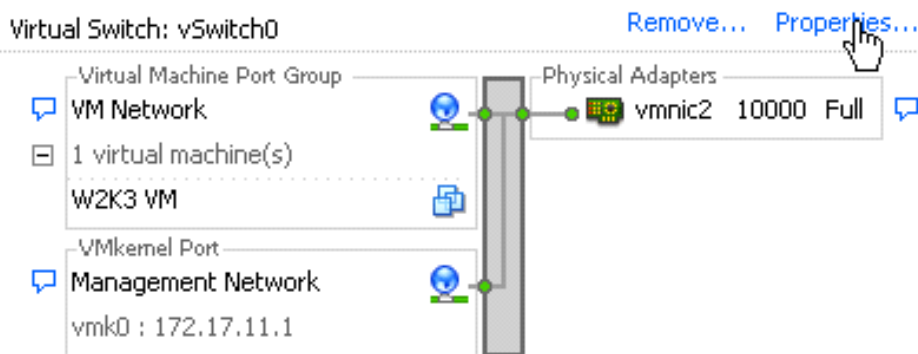 Virtual Switch: vSwitch0 Remove... Properties...
Virtual Machine Port Group Physical Adapters
VM Network vmnic2 10000 Full
1 virtual machine(s)
W2K3 VM
VMkernel Port
Management Network
vmk0 : 172.17.11.1